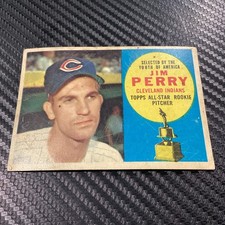 SELECTED BY THE
YOUTH OF AMERICA
JIM
PERRY
CLEVELAND INDIANS
TOPPS ALL-STAR ROOKIE
PITCHER
C